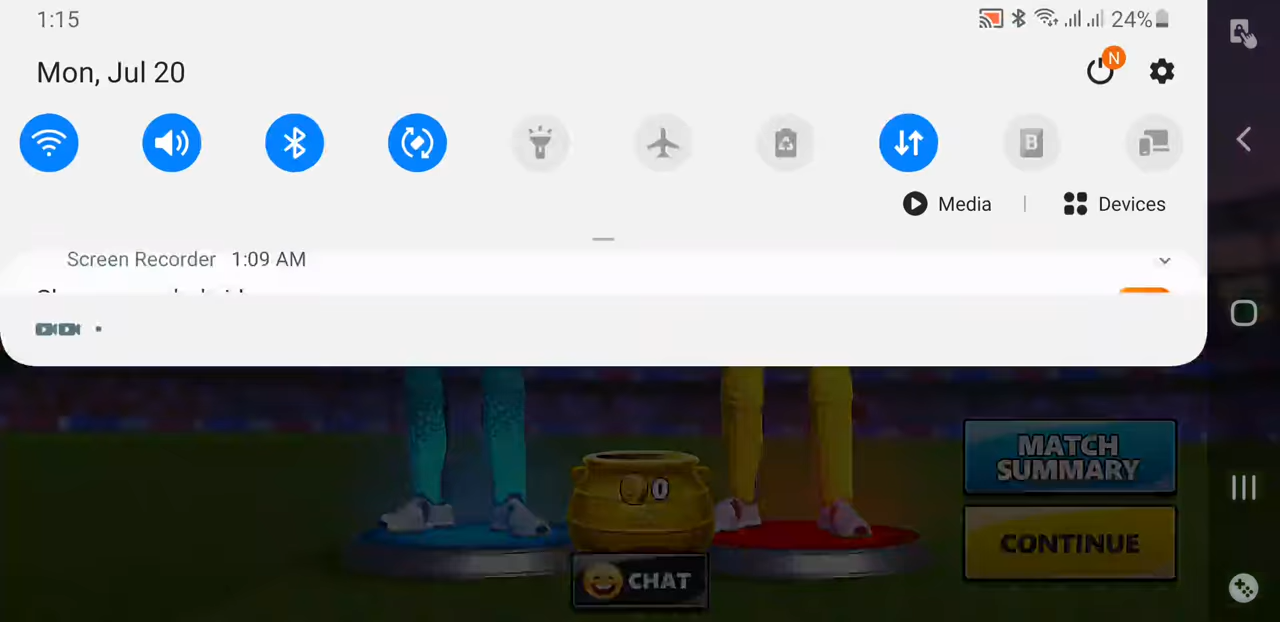 1:15
24%
Mon, Jul 20
N
B
Media | Devices
Screen Recorder 1:09 AM
MATCH
SUMMARY
0
CONTINUE
CHAT